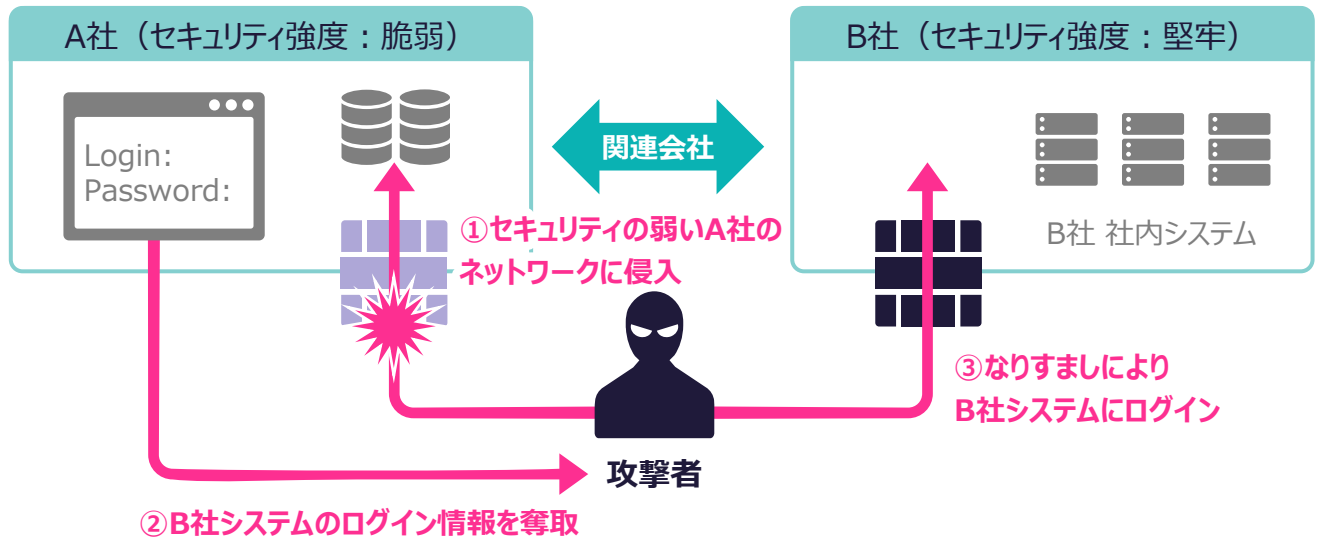 A社（セキュリティ強度：脆弱）
B社（セキュリティ強度：堅牢）
Login:
Password:
関連会社
①セキュリティの弱いA社の
ネットワークに侵入
B社 社内システム
③なりすましにより
B社システムにログイン
攻撃者
②B社システムのログイン情報を奪取